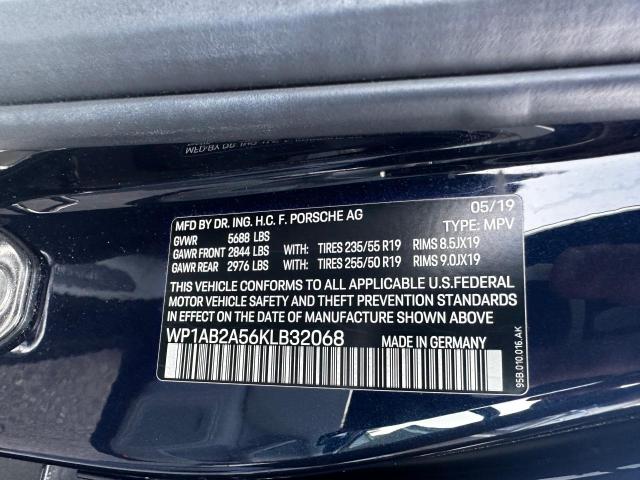 MFD BY DR. ING. H.C. F. PORSCHE AG 05/19
GVWR 5688 LBS TYPE: MPV
GAWR FRONT 2844 LBS WITH: TIRES 235/55 R19 RIMS 8.5JX19
GAWR REAR 2976 LBS WITH: TIRES 255/50 R19 RIMS 9.0JX19
THIS VEHICLE CONFORMS TO ALL APPLICABLE U.S.FEDERAL
MOTOR VEHICLE SAFETY AND THEFT PREVENTION STANDARDS
IN EFFECT ON THE DATE OF MANUFACTURE SHOWN ABOVE
WP1AB2A56KLB32068 MADE IN GERMANY
95B.010.016.AK